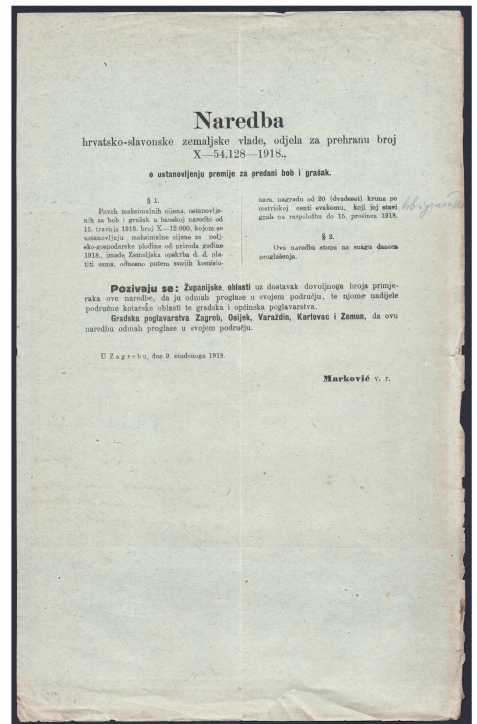 Naredba
hrvatsko-slavonske zemaljske vlade, odjela za prehranu broj
X—54.128—1918.,
o ustanovljenju premije za predani bob i grašak.
§ 1.
Povrh maksimalnih cijena, ustanovlje-
nih za bob i grašak u banskoj naredbi od
15. travnja 1918. broj X—12.000, kojom se
ustanovljuju maksimalne cijene za polj-
sko-gospodarske plodine od priroda godine
1918., imade Zemaljska opskrba d. d. pla-
titi sama, odnosno putem svojih komisio-
nara, nagradu od 20 (dvadeset) kruna po
metričkoj centi svakomu, koji joj stavi
grah na raspoložbu do 15. prosinca 1918.
bob i grašak
§ 2.
Ova naredba stupa na snagu danom
proglašenja.
Pozivaju se: Županijske oblasti uz dostavak dovoljnoga broja primje-
raka ove naredbe, da ju odmah proglase u svojem području, te njome nadijele
područne kotarske oblasti te gradska i općinska poglavarstva.
Gradska poglavarstva Zagreb, Osijek, Varaždin, Karlovac i Zemun, da ovu
naredbu odmah proglase u svojem području.
U Zagrebu, dne 9. studenoga 1918.
Marković v. r.